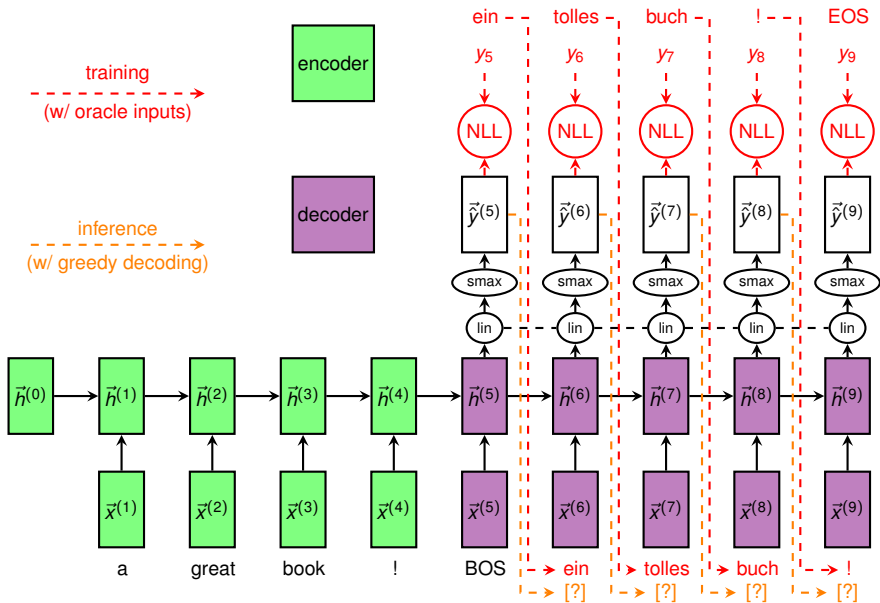 ein tolles buch ! EOS
y₅ y₆ y₇ y₈ y₉
training
(w/ oracle inputs)
encoder
NLL NLL NLL NLL NLL
inference
(w/ greedy decoding)
decoder
ŷ⃗⁽⁵⁾ ŷ⃗⁽⁶⁾ ŷ⃗⁽⁷⁾ ŷ⃗⁽⁸⁾ ŷ⃗⁽⁹⁾
smax smax smax smax smax
lin lin lin lin lin
h⃗⁽⁰⁾ h⃗⁽¹⁾ h⃗⁽²⁾ h⃗⁽³⁾ h⃗⁽⁴⁾ h⃗⁽⁵⁾ h⃗⁽⁶⁾ h⃗⁽⁷⁾ h⃗⁽⁸⁾ h⃗⁽⁹⁾
x⃗⁽¹⁾ x⃗⁽²⁾ x⃗⁽³⁾ x⃗⁽⁴⁾ x⃗⁽⁵⁾ x⃗⁽⁶⁾ x⃗⁽⁷⁾ x⃗⁽⁸⁾ x⃗⁽⁹⁾
a great book ! BOS ein tolles buch !
[?] [?] [?] [?]